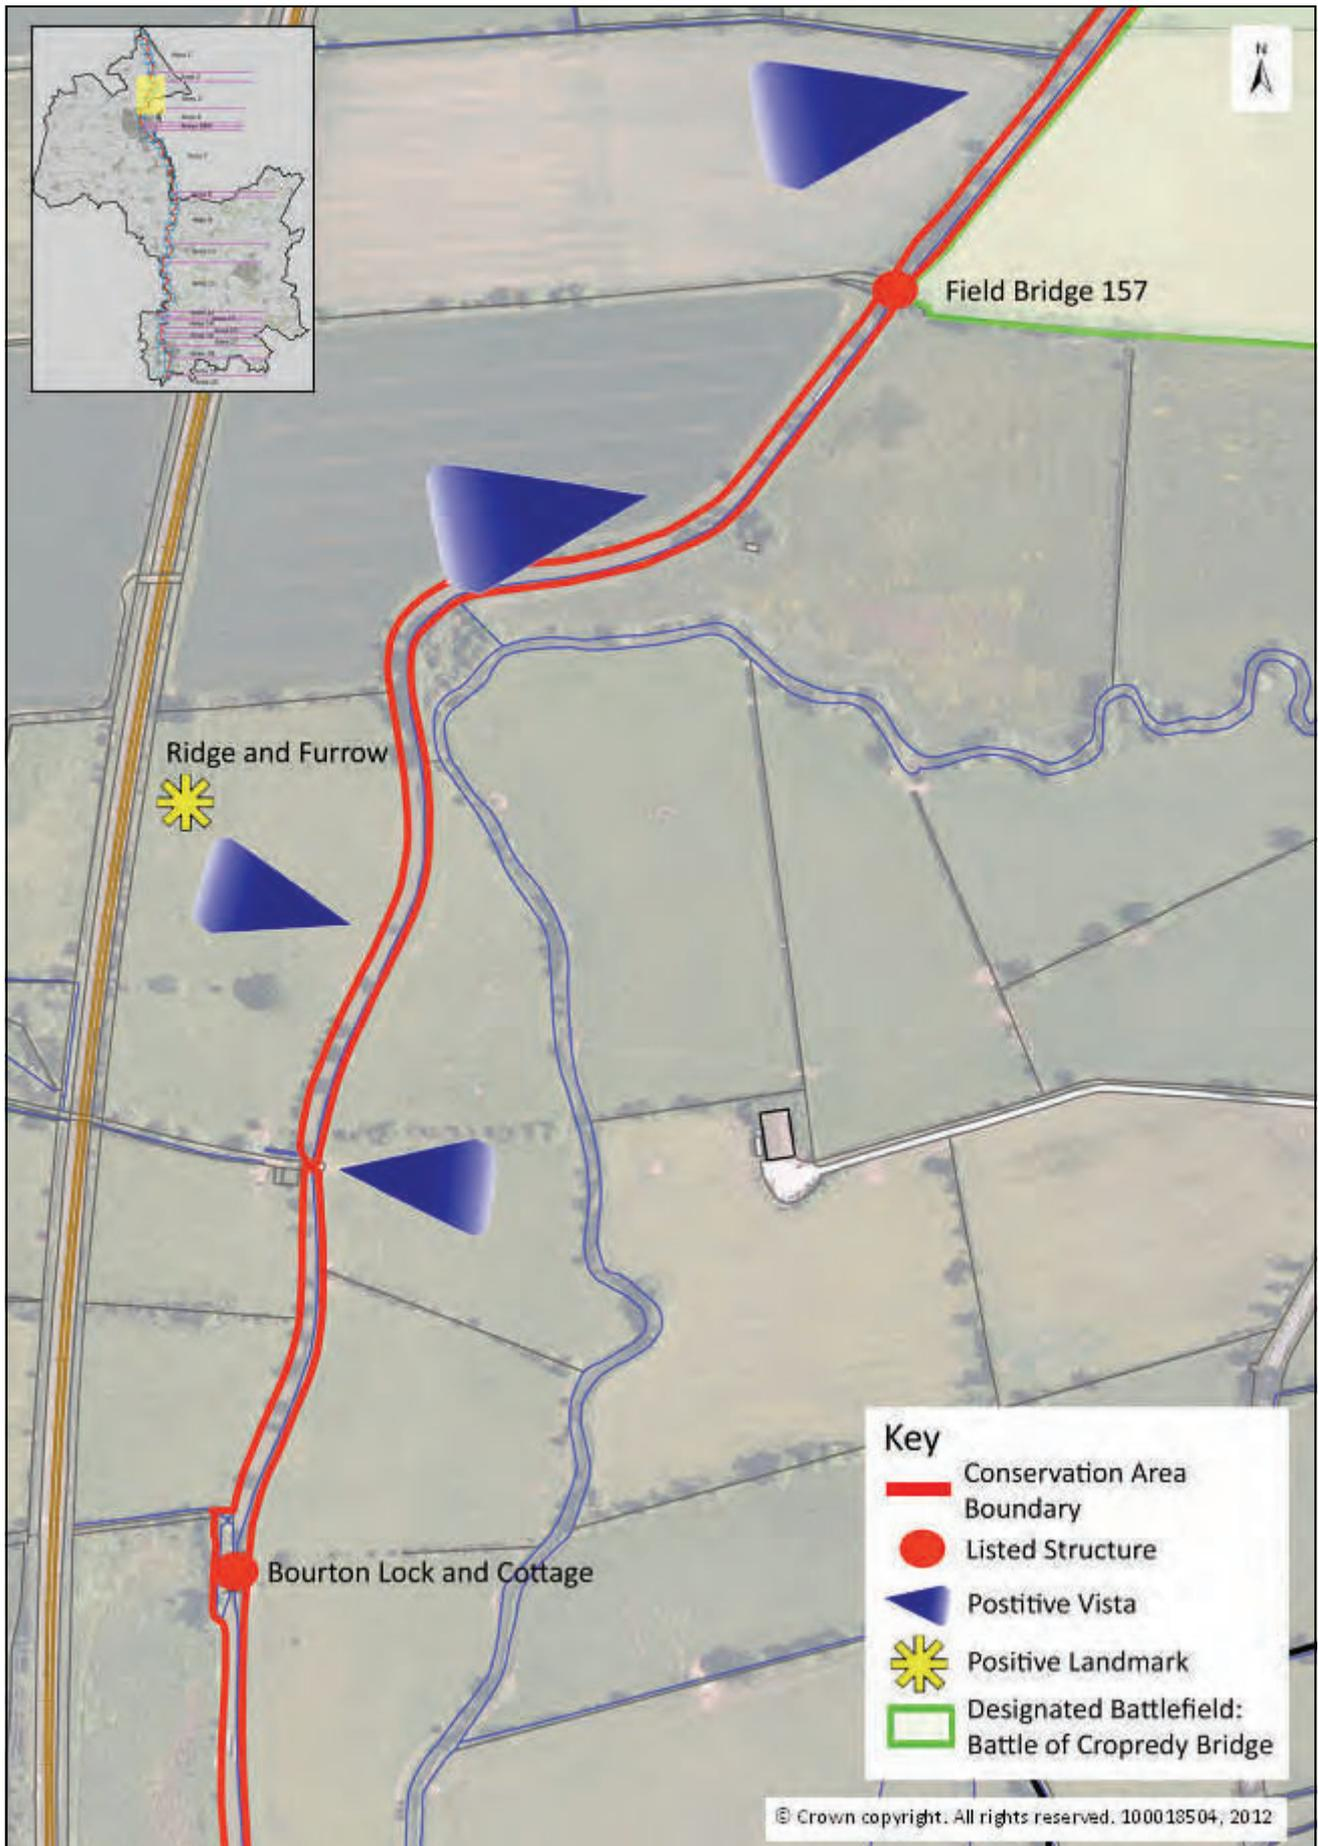 N
Field Bridge 157
Ridge and Furrow
Bourton Lock and Cottage
Key
Conservation Area
Boundary
Listed Structure
Postitive Vista
Positive Landmark
Designated Battlefield:
Battle of Cropredy Bridge
© Crown copyright. All rights reserved. 100018504, 2012